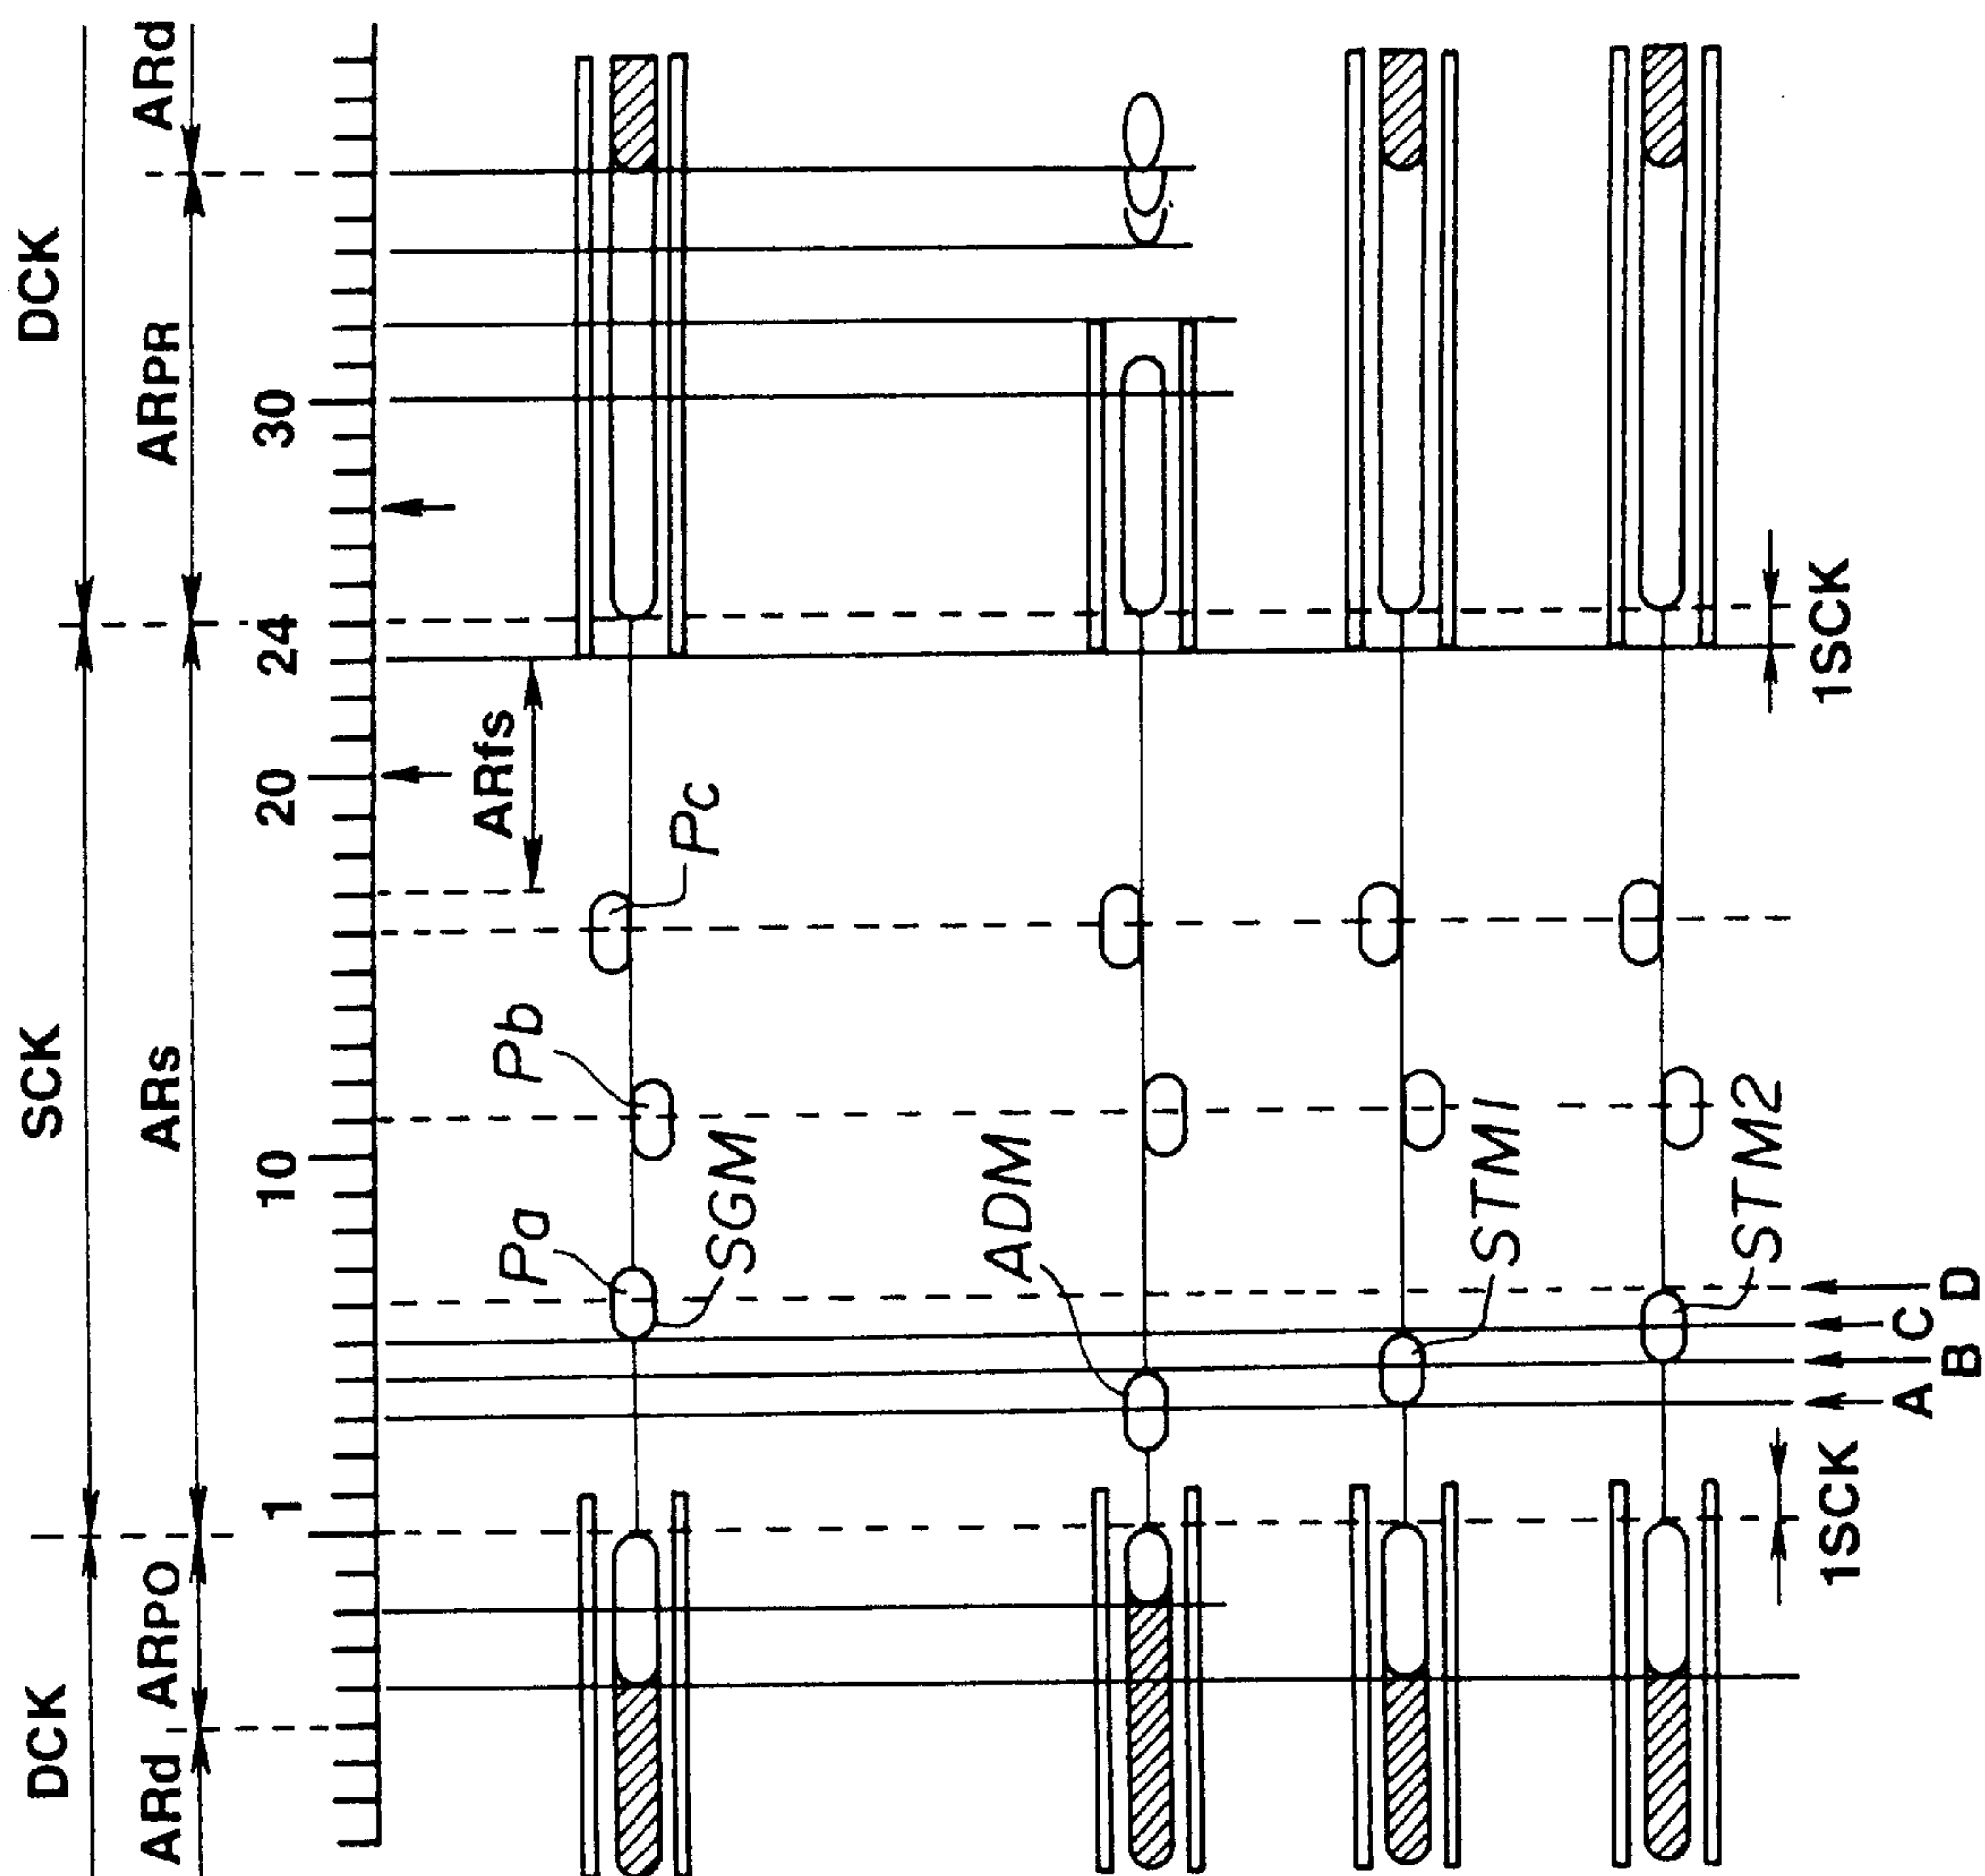 DCK SCK DCK
ARd ARPO ARs ARPR ARd
1 10 20 24 30
ARfs
Pa Pb Pc
SGM
ADM
STM1
STM2
1SCK 1SCK
A B C D